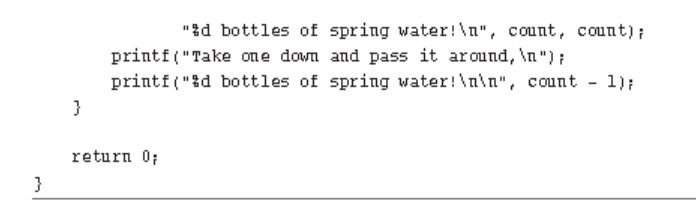 "%d bottles of spring water!\n", count, count);
printf("Take one down and pass it around,\n");
printf("%d bottles of spring water!\n\n", count - 1);
}
return 0;
}